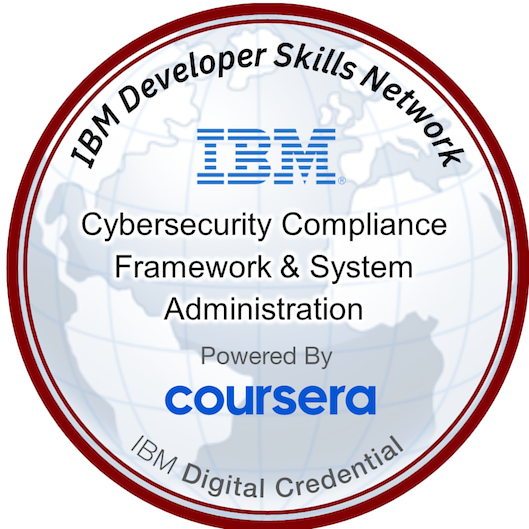 IBM Developer Skills Network
IBM®
Cybersecurity Compliance
Framework & System
Administration
Powered By
coursera
IBM Digital Credential